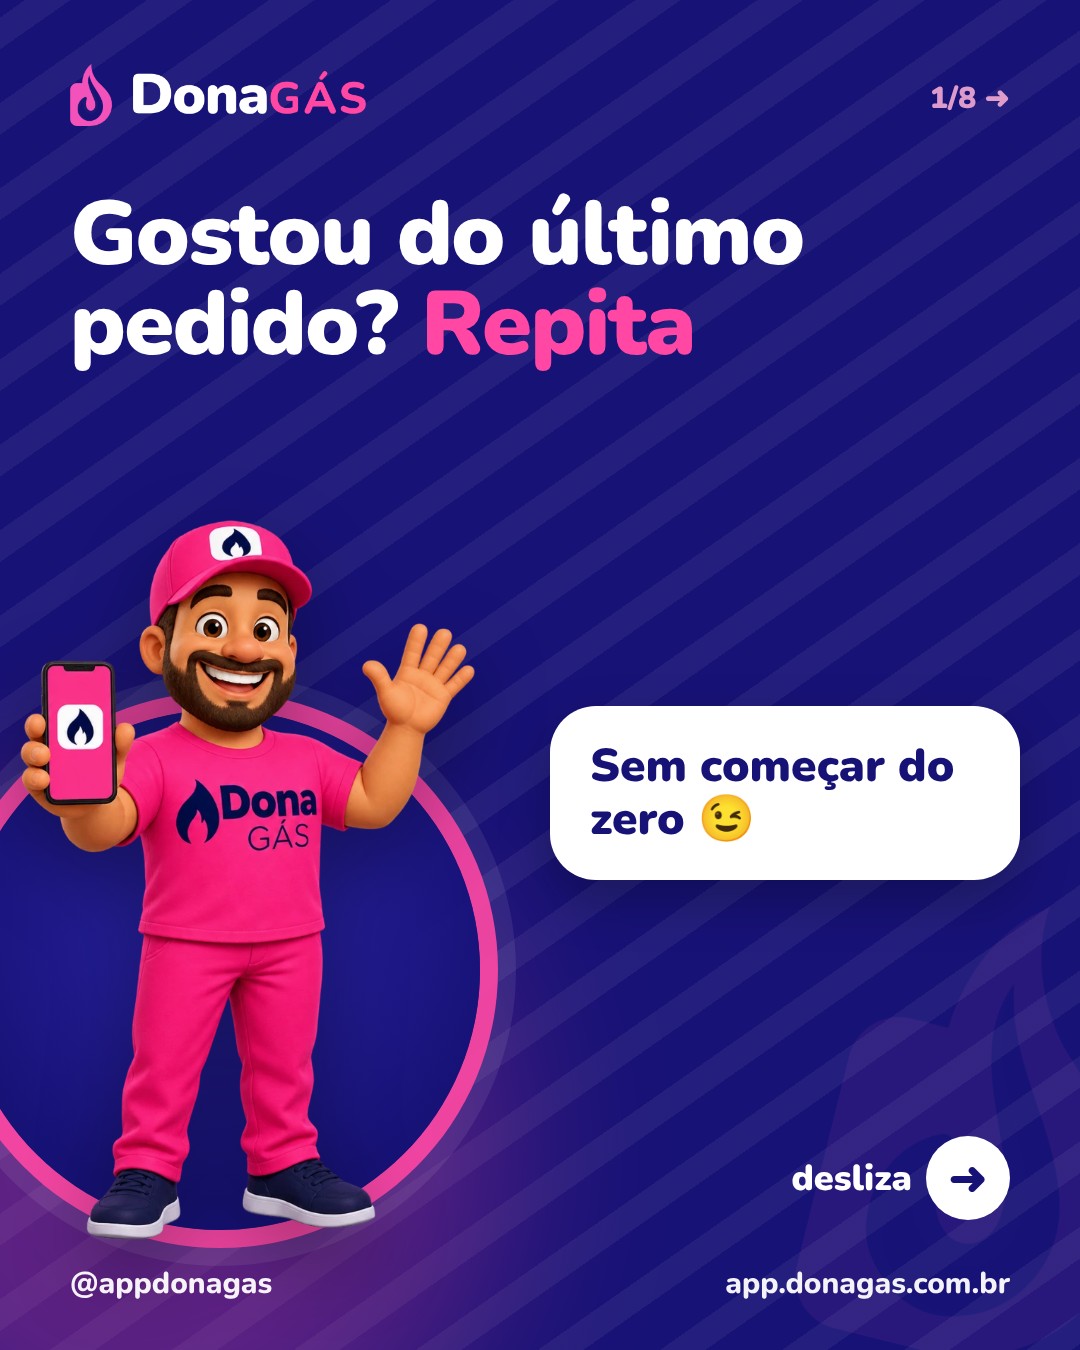 DonaGÁS
1/8 →
Gostou do último
pedido? Repita
Dona
GÁS
Sem começar do
zero 😉
desliza →
@appdonagas
app.donagas.com.br